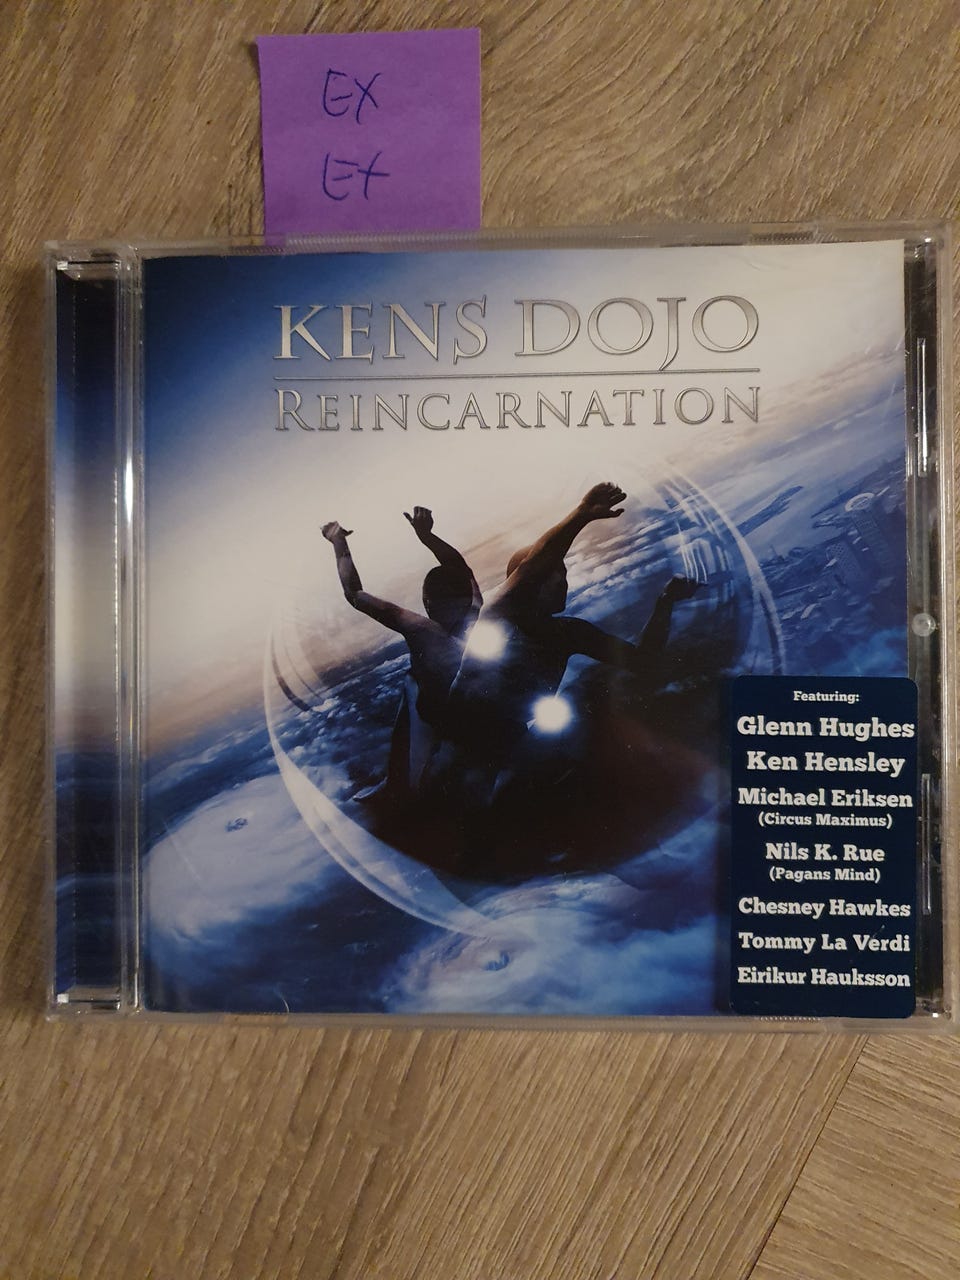 EX
EX
KENS DOJO
REINCARNATION
Featuring:
Glenn Hughes
Ken Hensley
Michael Eriksen
(Circus Maximus)
Nils K. Rue
(Pagans Mind)
Chesney Hawkes
Tommy La Verdi
Eirikur Hauksson